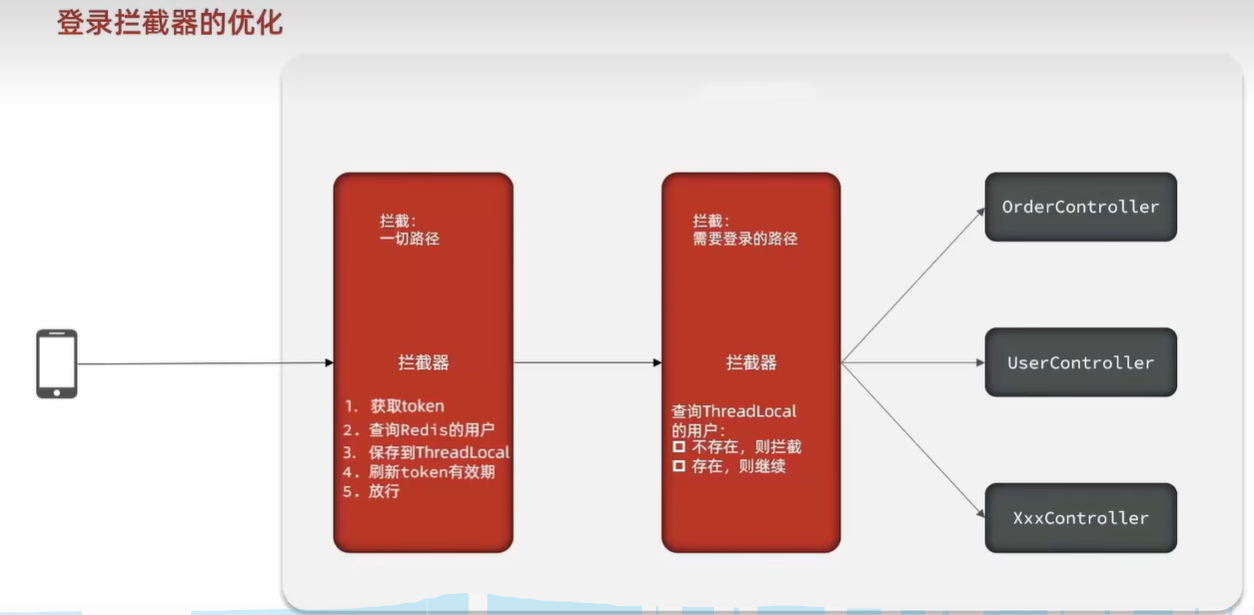 登录拦截器的优化
拦截：
一切路径
拦截器
1. 获取token
2. 查询Redis的用户
3. 保存到ThreadLocal
4. 刷新token有效期
5. 放行
拦截：
需要登录的路径
拦截器
查询ThreadLocal
的用户：
不存在，则拦截
存在，则继续
OrderController
UserController
XxxController